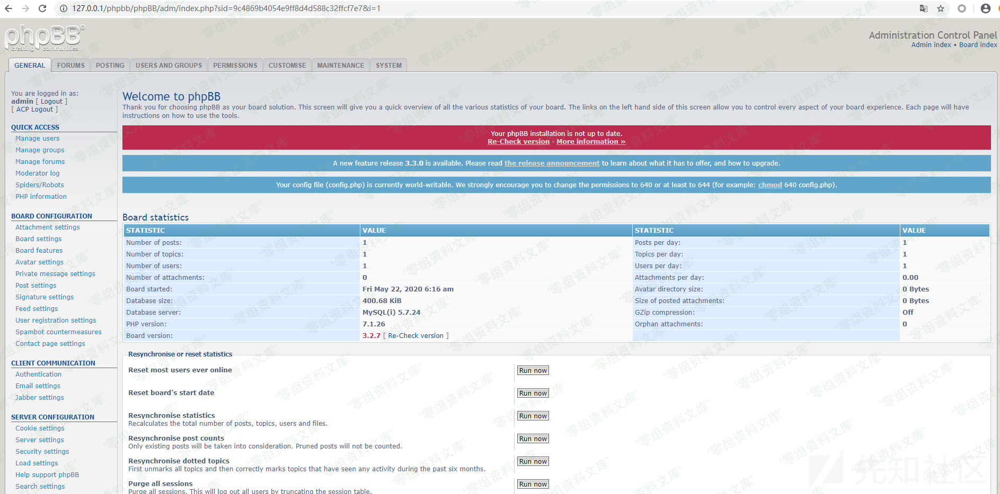 127.0.0.1/phpbb/phpBB/adm/index.php?sid=9c4869b4054e9ff8d4d588c32ffcf7e7&i=1
phpBB®
creating communities
Administration Control Panel
Admin index • Board index
GENERAL FORUMS POSTING USERS AND GROUPS PERMISSIONS CUSTOMISE MAINTENANCE SYSTEM
You are logged in as:
admin [ Logout ]
[ ACP Logout ]
QUICK ACCESS
Manage users
Manage groups
Manage forums
Moderator log
Spiders/Robots
PHP information
BOARD CONFIGURATION
Attachment settings
Board settings
Board features
Avatar settings
Private message settings
Post settings
Signature settings
Feed settings
User registration settings
Spambot countermeasures
Contact page settings
CLIENT COMMUNICATION
Authentication
Email settings
Jabber settings
SERVER CONFIGURATION
Cookie settings
Server settings
Security settings
Load settings
Help support phpBB
Search settings
Welcome to phpBB
Thank you for choosing phpBB as your board solution. This screen will give you a quick overview of all the various statistics of your board. The links on the left hand side of this screen allow you to control every aspect of your board experience. Each page will have
instructions on how to use the tools.
Your phpBB installation is not up to date.
Re-Check version · More information »
A new feature release 3.3.0 is available. Please read the release announcement to learn about what it has to offer, and how to upgrade.
Your config file (config.php) is currently world-writable. We strongly encourage you to change the permissions to 640 or at least to 644 (for example: chmod 640 config.php).
Board statistics
STATISTIC VALUE STATISTIC VALUE
Number of posts: 1 Posts per day: 1
Number of topics: 1 Topics per day: 1
Number of users: 1 Users per day: 1
Number of attachments: 0 Attachments per day: 0.00
Board started: Fri May 22, 2020 6:16 am Avatar directory size: 0 Bytes
Database size: 400.68 KiB Size of posted attachments: 0 Bytes
Database server: MySQL(i) 5.7.24 GZip compression: Off
PHP version: 7.1.26 Orphan attachments: 0
Board version: 3.2.7 [ Re-Check version ]
Resynchronise or reset statistics
Reset most users ever online Run now
Reset board’s start date Run now
Resynchronise statistics Run now
Recalculates the total number of posts, topics, users and files.
Resynchronise post counts Run now
Only existing posts will be taken into consideration. Pruned posts will not be counted.
Resynchronise dotted topics Run now
First unmarks all topics and then correctly marks topics that have seen any activity during the past six months.
Purge all sessions Run now
Purge all sessions. This will log out all users by truncating the session table.
'零组资料文库'
先知社区